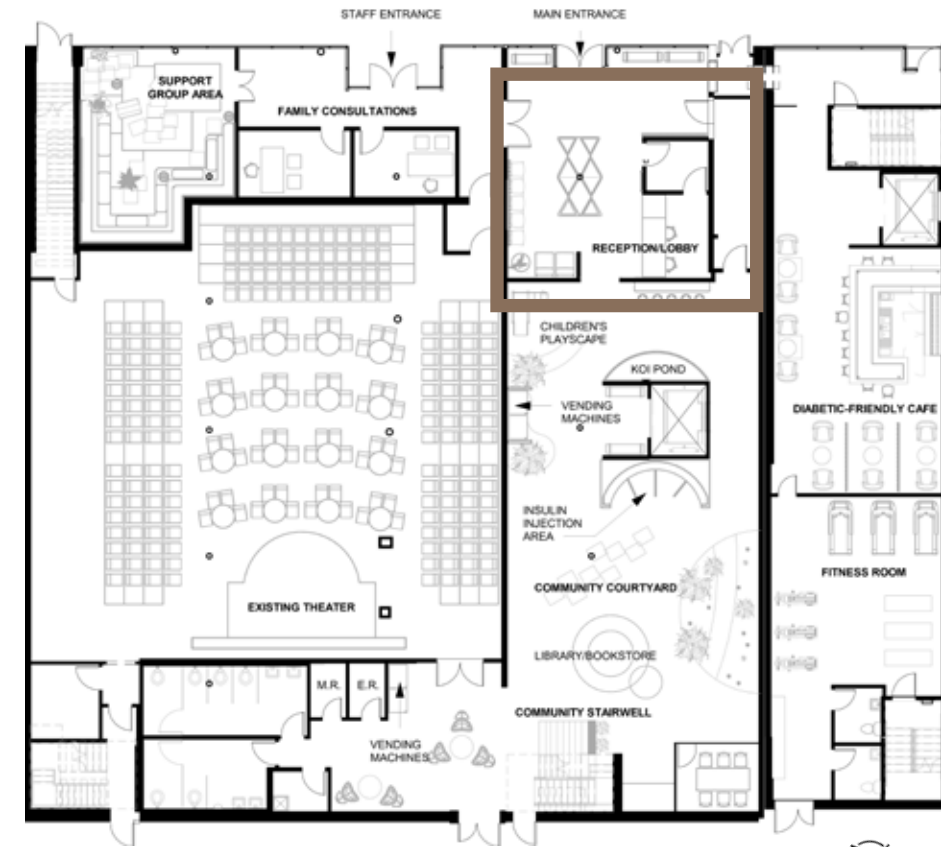 STAFF ENTRANCE
MAIN ENTRANCE
SUPPORT
GROUP AREA
FAMILY CONSULTATIONS
RECEPTION/LOBBY
CHILDREN'S
PLAYSCAPE
KOI POND
VENDING
MACHINES
DIABETIC-FRIENDLY CAFE
INSULIN
INJECTION
AREA
FITNESS ROOM
COMMUNITY COURTYARD
EXISTING THEATER
LIBRARY/BOOKSTORE
M.R.
E.R.
COMMUNITY STAIRWELL
VENDING
MACHINES